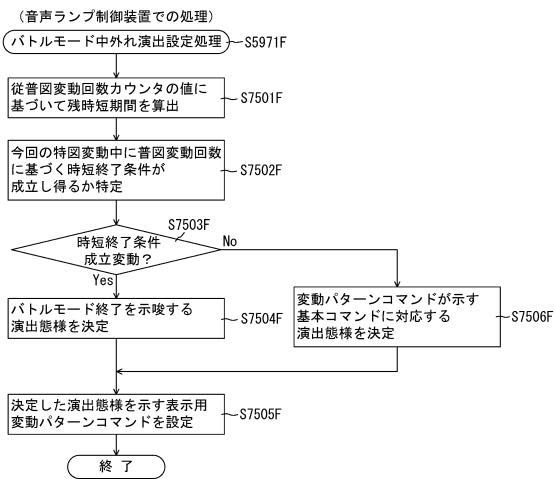 （音声ランプ制御装置での処理）
バトルモード中外れ演出設定処理
S5971F
従普図変動回数カウンタの値に
基づいて残時短期間を算出
S7501F
今回の特図変動中に普図変動回数
に基づく時短終了条件が
成立し得るか特定
S7502F
S7503F
時短終了条件
成立変動？
No
Yes
バトルモード終了を示唆する
演出態様を決定
S7504F
変動パターンコマンドが示す
基本コマンドに対応する
演出態様を決定
S7506F
決定した演出態様を示す表示用
変動パターンコマンドを設定
S7505F
終 了